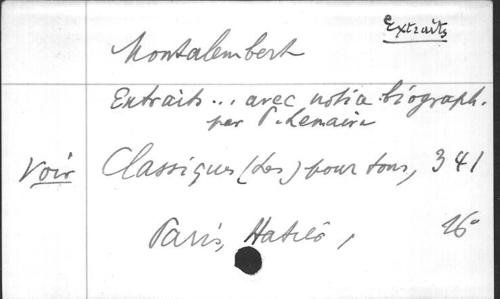 Extraits
Montalembert
Extraits... avec notice biograph.
par P. Lemaire
Voir Classiques (Les) pour tous, 341
Paris, Hatier, 16°